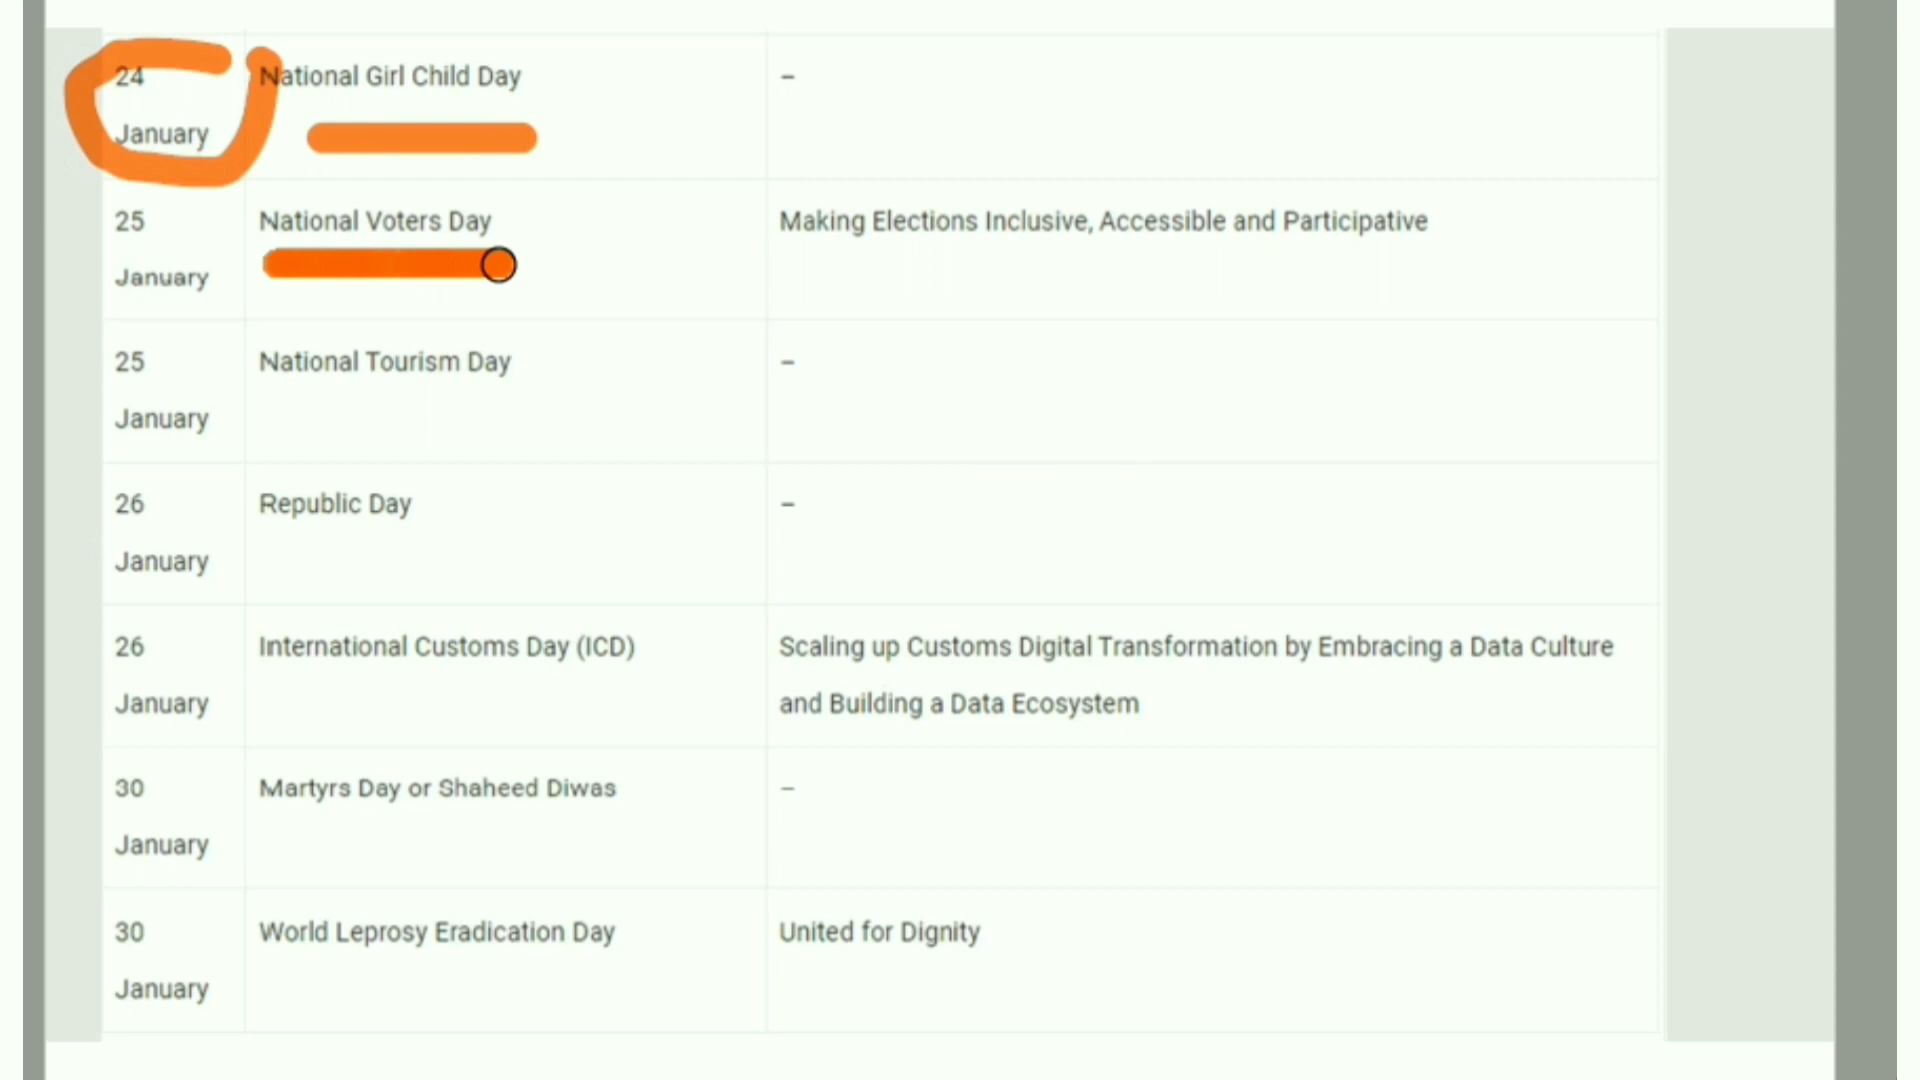 24 January National Girl Child Day –
25 January National Voters Day Making Elections Inclusive, Accessible and Participative
25 January National Tourism Day –
26 January Republic Day –
26 January International Customs Day (ICD) Scaling up Customs Digital Transformation by Embracing a Data Culture
and Building a Data Ecosystem
30 January Martyrs Day or Shaheed Diwas –
30 January World Leprosy Eradication Day United for Dignity